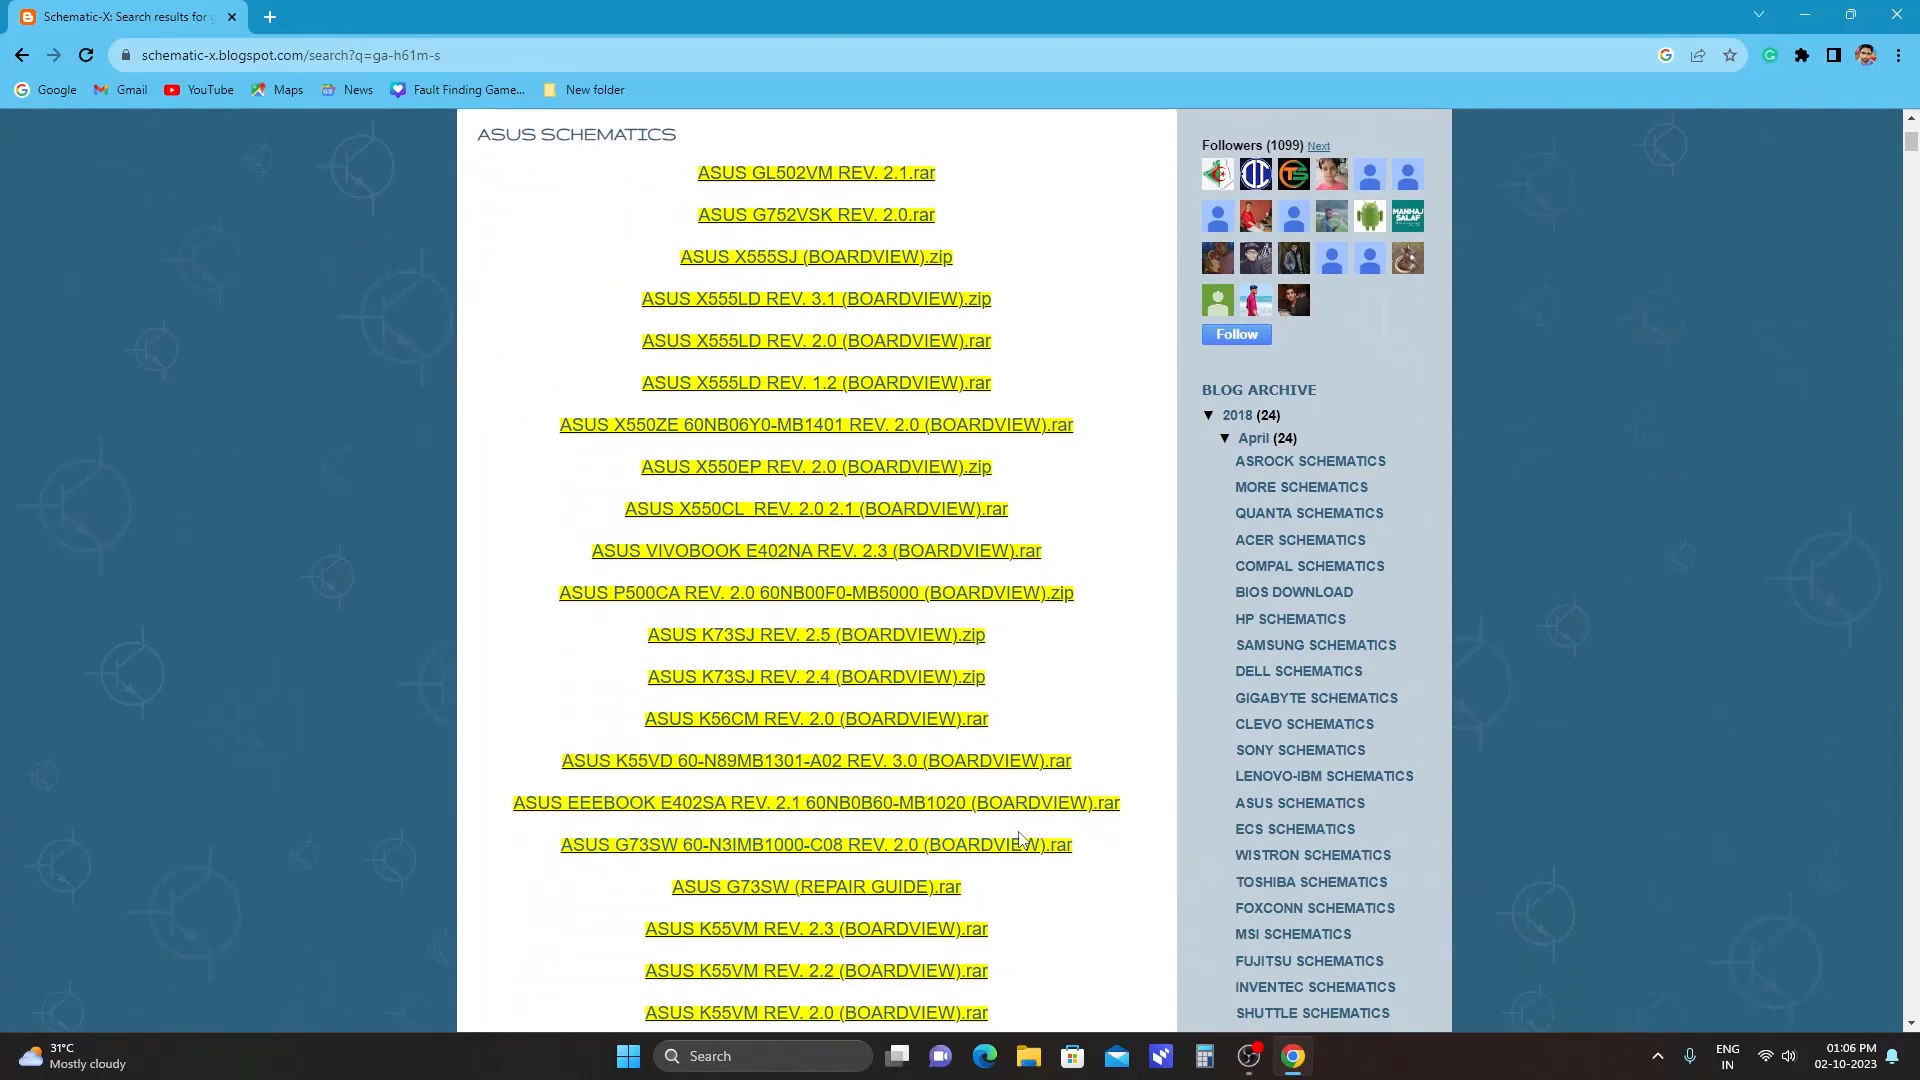 Schematic-X: Search results for
schematic-x.blogspot.com/search?q=ga-h61m-s
Google
Gmail
YouTube
Maps
News
Fault Finding Game...
New folder
ASUS SCHEMATICS
ASUS GL502VM REV. 2.1.rar
ASUS G752VSK REV. 2.0.rar
ASUS X555SJ (BOARDVIEW).zip
ASUS X555LD REV. 3.1 (BOARDVIEW).zip
ASUS X555LD REV. 2.0 (BOARDVIEW).rar
ASUS X555LD REV. 1.2 (BOARDVIEW).rar
ASUS X550ZE 60NB06Y0-MB1401 REV. 2.0 (BOARDVIEW).rar
ASUS X550EP REV. 2.0 (BOARDVIEW).zip
ASUS X550CL  REV. 2.0 2.1 (BOARDVIEW).rar
ASUS VIVOBOOK E402NA REV. 2.3 (BOARDVIEW).rar
ASUS P500CA REV. 2.0 60NB00F0-MB5000 (BOARDVIEW).zip
ASUS K73SJ REV. 2.5 (BOARDVIEW).zip
ASUS K73SJ REV. 2.4 (BOARDVIEW).zip
ASUS K56CM REV. 2.0 (BOARDVIEW).rar
ASUS K55VD 60-N89MB1301-A02 REV. 3.0 (BOARDVIEW).rar
ASUS EEEBOOK E402SA REV. 2.1 60NB0B60-MB1020 (BOARDVIEW).rar
ASUS G73SW 60-N3IMB1000-C08 REV. 2.0 (BOARDVIEW).rar
ASUS G73SW (REPAIR GUIDE).rar
ASUS K55VM REV. 2.3 (BOARDVIEW).rar
ASUS K55VM REV. 2.2 (BOARDVIEW).rar
ASUS K55VM REV. 2.0 (BOARDVIEW).rar
Followers (1099) Next
MANHAJ
SALAF
Follow
BLOG ARCHIVE
▼ 2018 (24)
▼ April (24)
ASROCK SCHEMATICS
MORE SCHEMATICS
QUANTA SCHEMATICS
ACER SCHEMATICS
COMPAL SCHEMATICS
BIOS DOWNLOAD
HP SCHEMATICS
SAMSUNG SCHEMATICS
DELL SCHEMATICS
GIGABYTE SCHEMATICS
CLEVO SCHEMATICS
SONY SCHEMATICS
LENOVO-IBM SCHEMATICS
ASUS SCHEMATICS
ECS SCHEMATICS
WISTRON SCHEMATICS
TOSHIBA SCHEMATICS
FOXCONN SCHEMATICS
MSI SCHEMATICS
FUJITSU SCHEMATICS
INVENTEC SCHEMATICS
SHUTTLE SCHEMATICS
31°C
Mostly cloudy
Search
ENG
IN
01:06 PM
02-10-2023